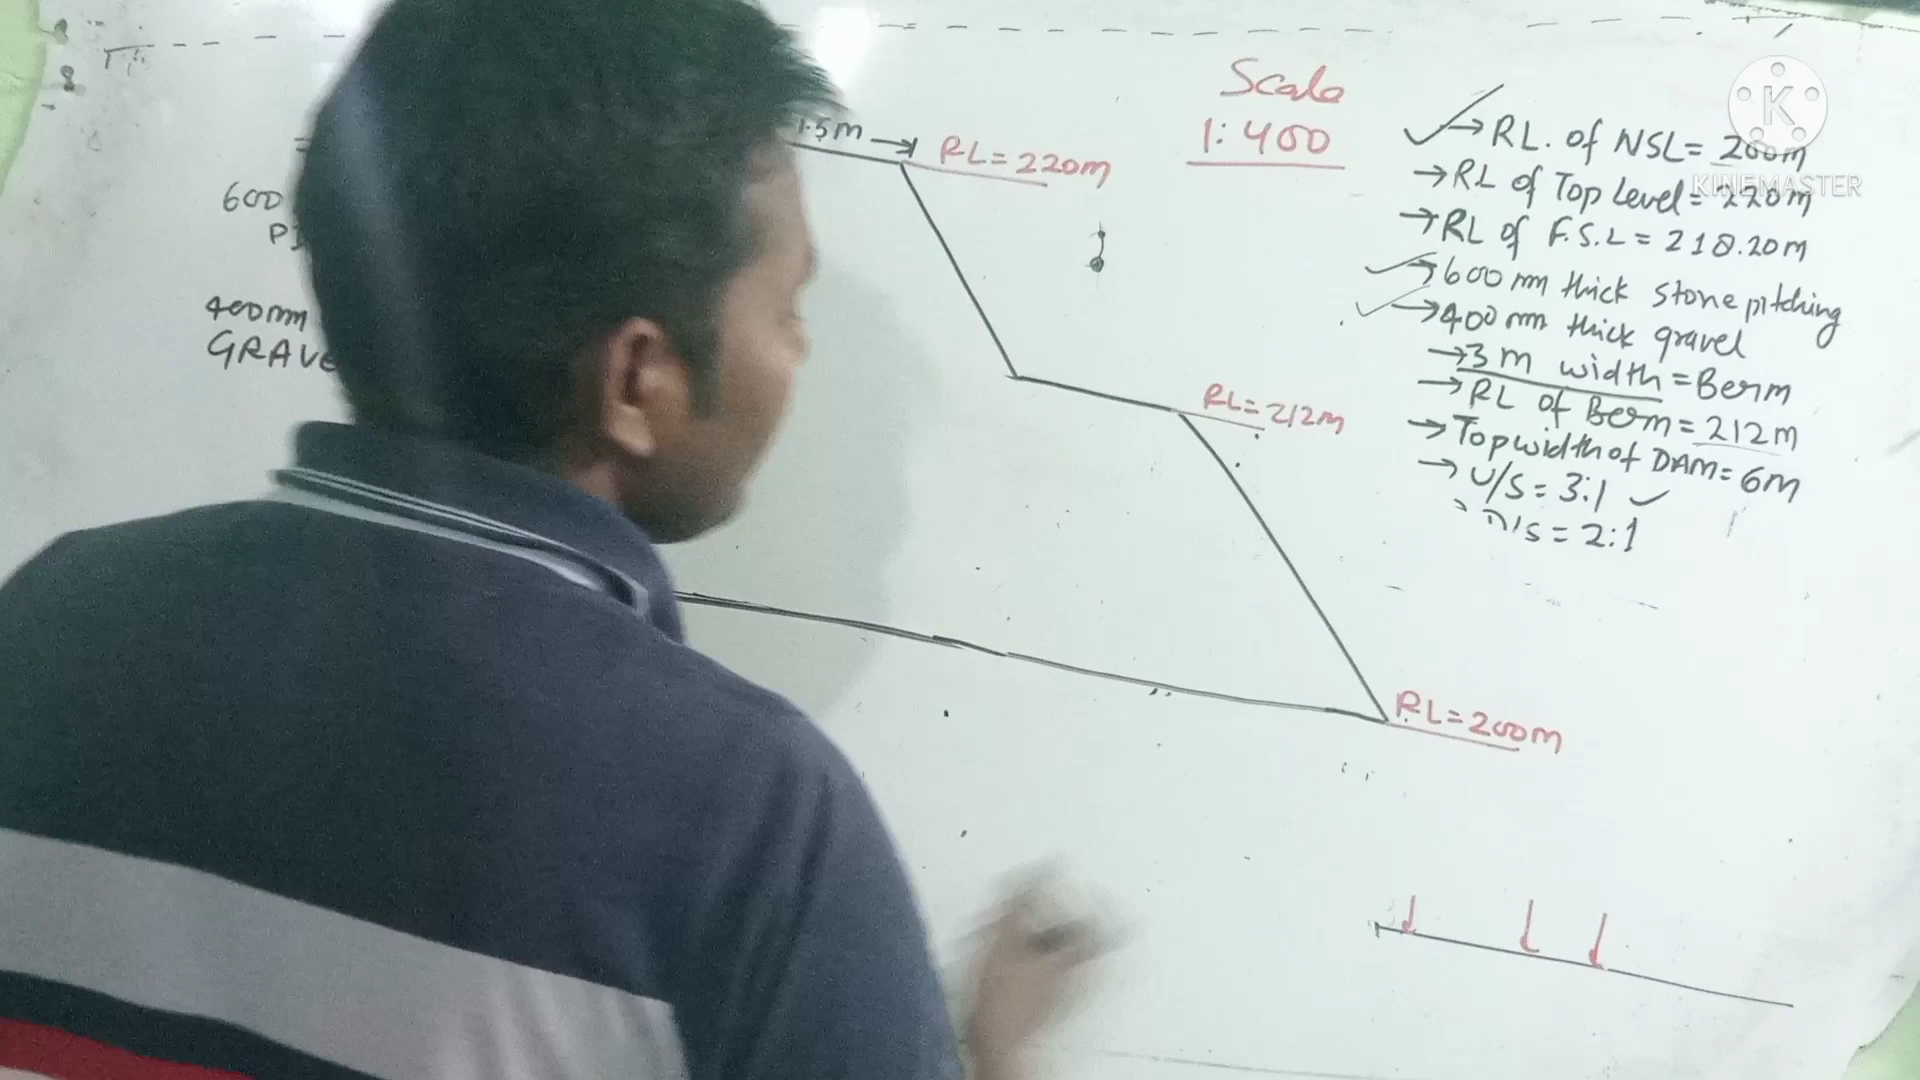 Scale
1:400
1.5m
RL=220m
600
400mm
GRAVE
RL=212m
RL=200m
→RL. of NSL= 200m
→RL of Top Level= 220m
→RL of F.S.L = 218.20m
→600 mm thick stone pitching
→400 mm thick gravel
→3 m width = Berm
→RL of Berm= 212m
→Top width of DAM= 6m
→U/S = 3:1
D/S = 2:1
K
KINEMASTER